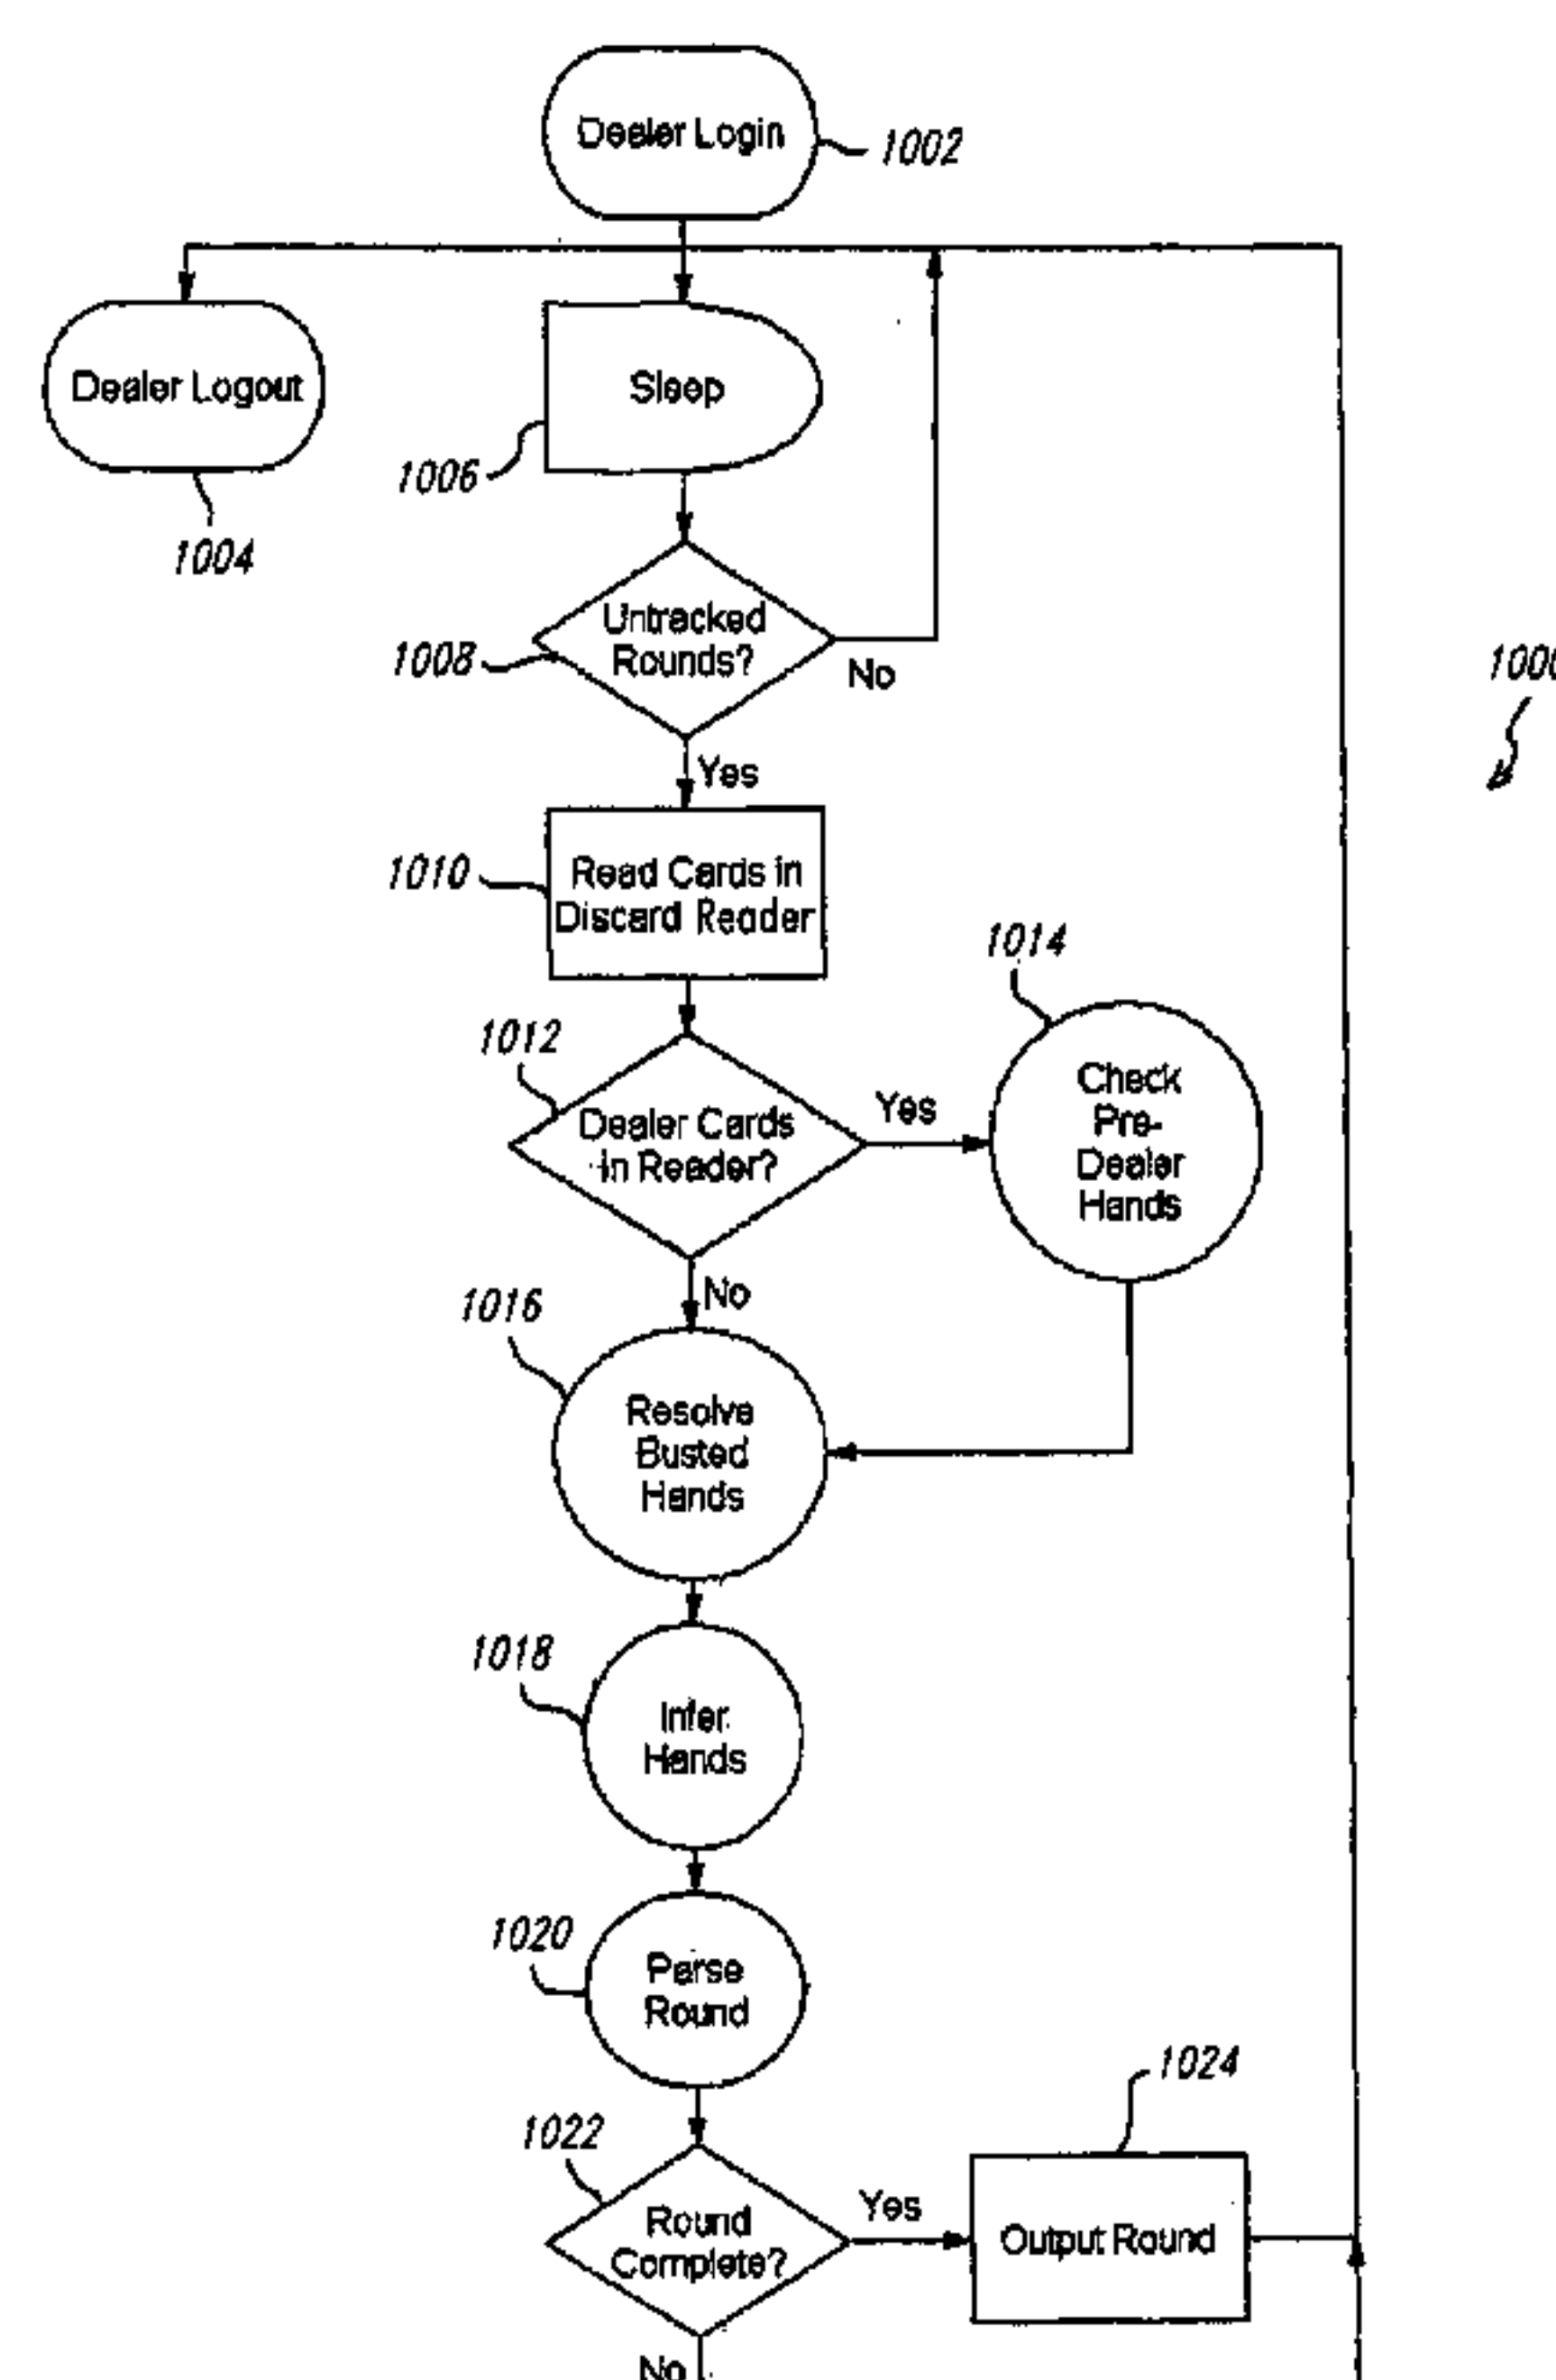 Dealer Login
1002
Dealer Logout
Sleep
1006
1004
Untracked
Rounds?
1008
No
1000
Yes
Read Cards in
Discard Reader
1010
1014
1012
Dealer Cards
in Reader?
Yes
Check
Pre-
Dealer
Hands
No
1016
Resolve
Busted
Hands
1018
Infer
Hands
1020
Parse
Round
1024
1022
Round
Complete?
Yes
Output Round
No